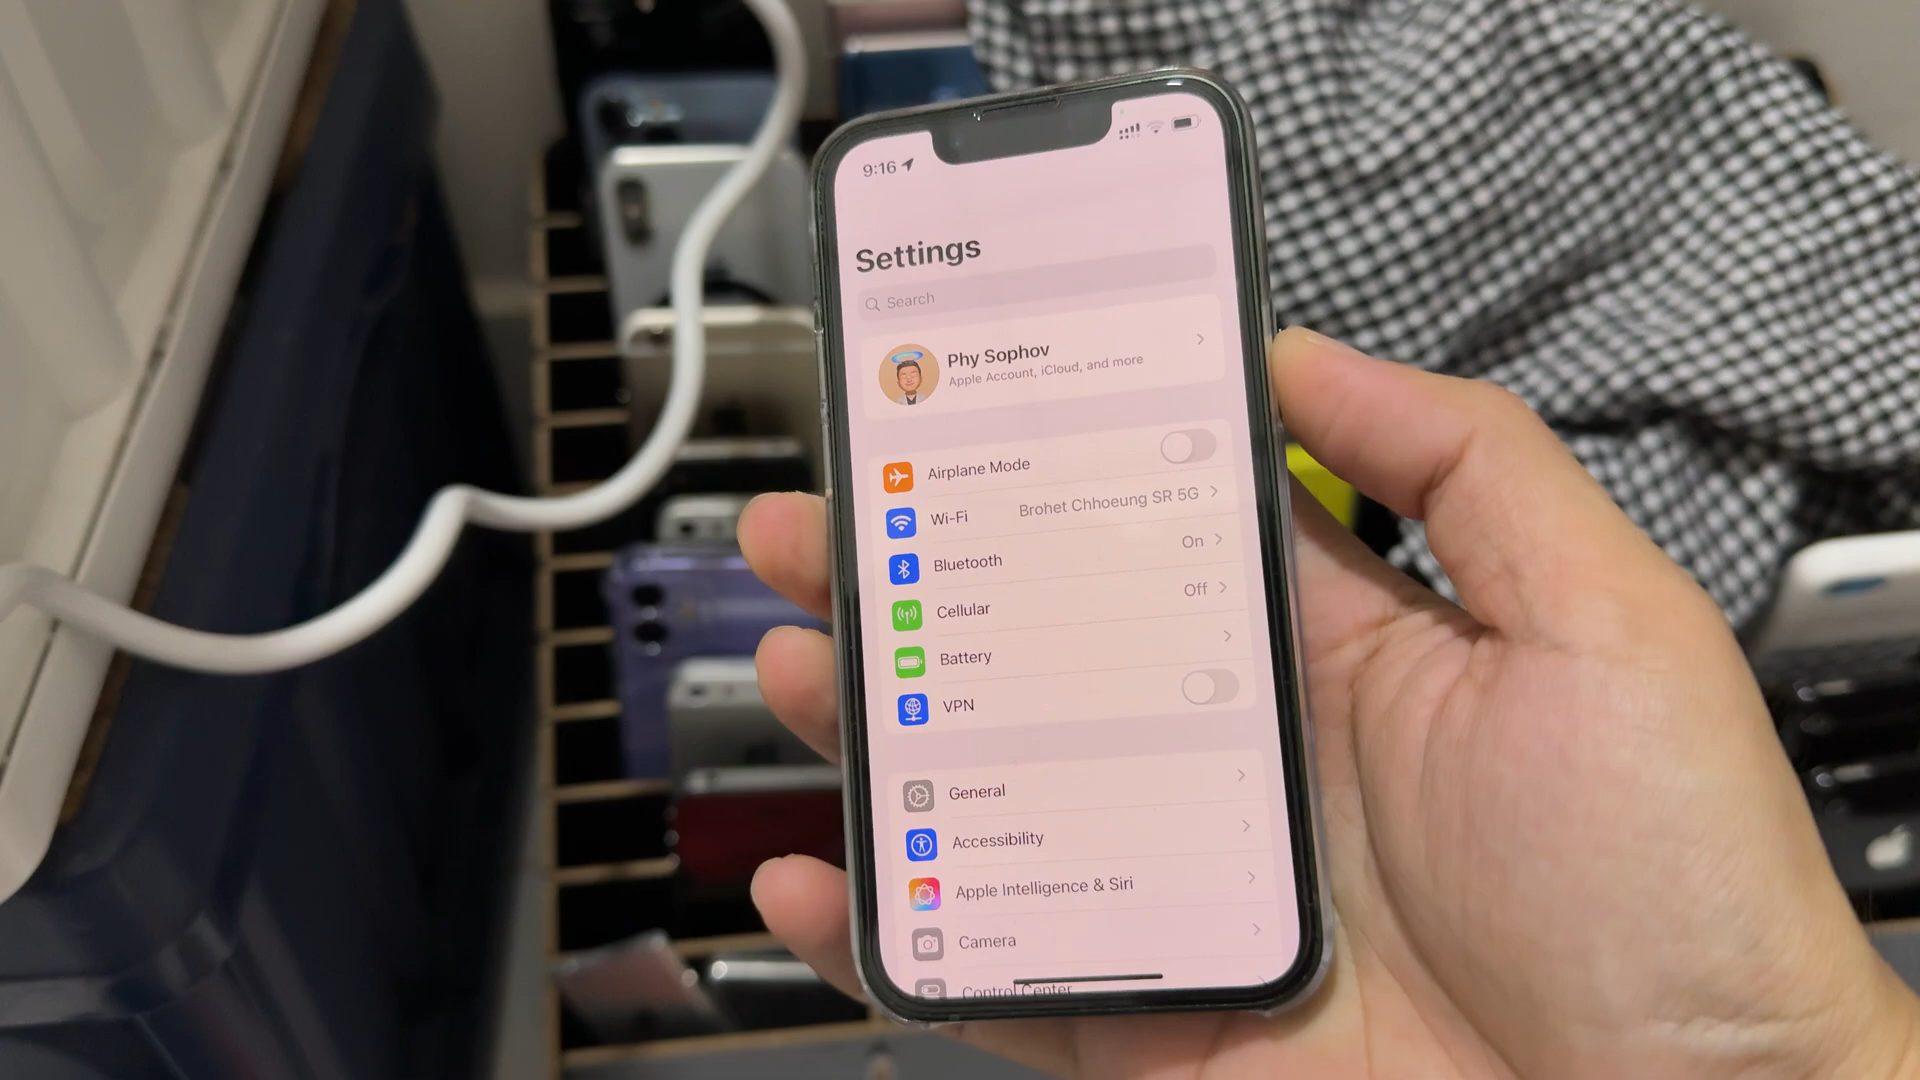 9:16
Settings
Search
Phy Sophov
Apple Account, iCloud, and more
Airplane Mode
Wi-Fi Brohet Chhoeung SR 5G
Bluetooth On
Cellular Off
Battery
VPN
General
Accessibility
Apple Intelligence & Siri
Camera
Control Center